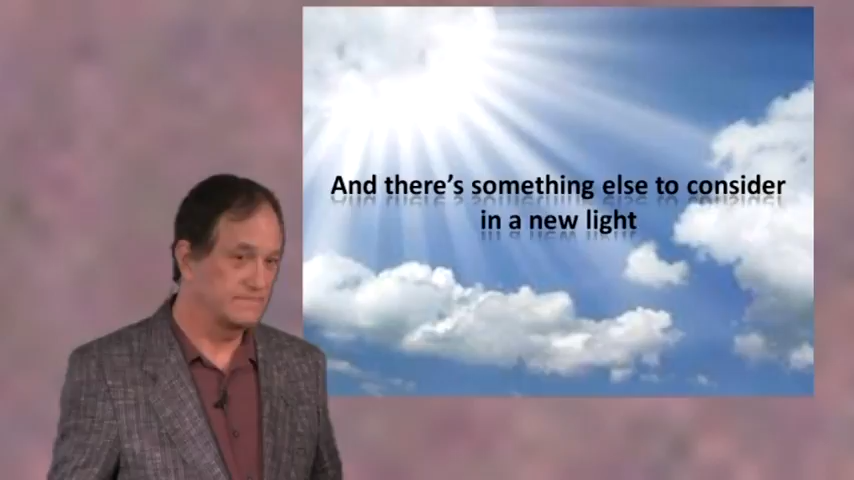 And there's something else to consider
in a new light